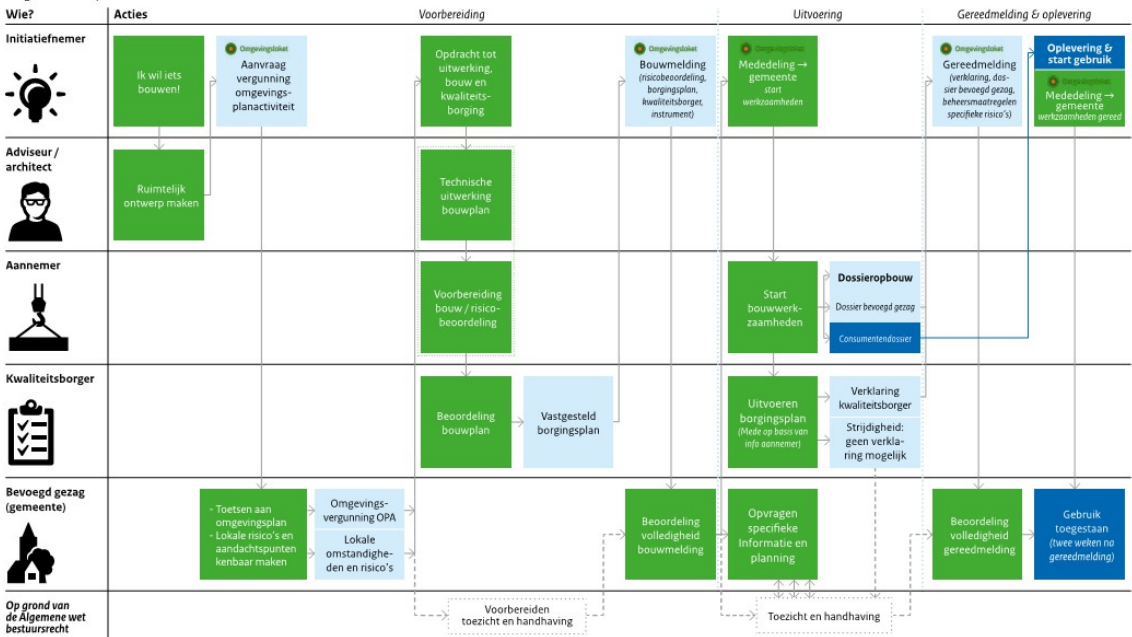 Wie?
Acties
Voorbereiding
Uitvoering
Gereedmelding & oplevering
Initiatiefnemer
Ik wil iets
bouwen!
Omgevingsloket
Aanvraag
vergunning
omgevings-
planactiviteit
Opdracht tot
uitwerking,
bouw en
kwaliteits-
borging
Omgevingsloket
Bouwmelding
(risicobeoordeling,
borgingsplan,
kwaliteitsborger,
instrument)
Omgevingsloket
Mededeling →
gemeente
start
werkzaamheden
Omgevingsloket
Gereedmelding
(verklaring, dos-
sier bevoegd gezag,
beheersmaatregelen
specifieke risico's)
Oplevering &
start gebruik
Omgevingsloket
Mededeling →
gemeente
werkzaamheden gereed
Adviseur /
architect
Ruimtelijk
ontwerp maken
Technische
uitwerking
bouwplan
Aannemer
Voorbereiding
bouw / risico-
beoordeling
Start
bouwwerk-
zaamheden
Dossieropbouw
Dossier bevoegd gezag
Consumentendossier
Kwaliteitsborger
Beoordeling
bouwplan
Vastgesteld
borgingsplan
Uitvoeren
borgingsplan
(Mede op basis van
info aannemer)
Verklaring
kwaliteitsborger
Strijdigheid:
geen verkla-
ring mogelijk
Bevoegd gezag
(gemeente)
- Toetsen aan
omgevingsplan
- Lokale risico's en
aandachtspunten
kenbaar maken
Omgevings-
vergunning OPA
Lokale
omstandighe-
den en risico's
Beoordeling
volledigheid
bouwmelding
Opvragen
specifieke
Informatie en
planning
Beoordeling
volledigheid
gereedmelding
Gebruik
toegestaan
(twee weken na
gereedmelding)
Op grond van
de Algemene wet
bestuursrecht
Voorbereiden
toezicht en handhaving
Toezicht en handhaving